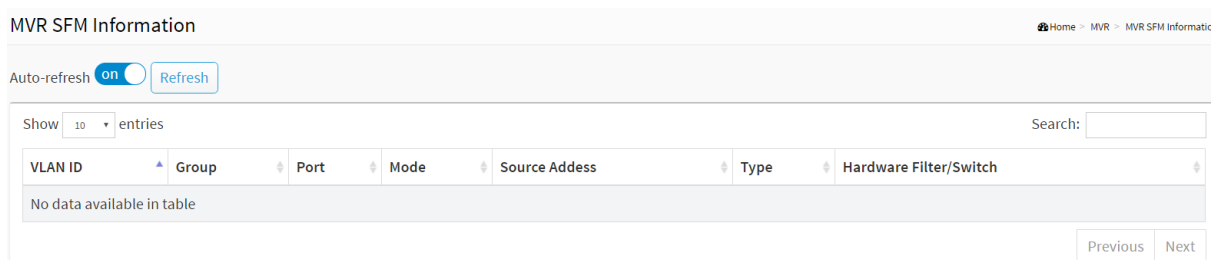 MVR SFM Information
Home > MVR > MVR SFM Informatio
Auto-refresh on Refresh
Show 10 entries
Search:
VLAN ID Group Port Mode Source Addess Type Hardware Filter/Switch
No data available in table
Previous Next